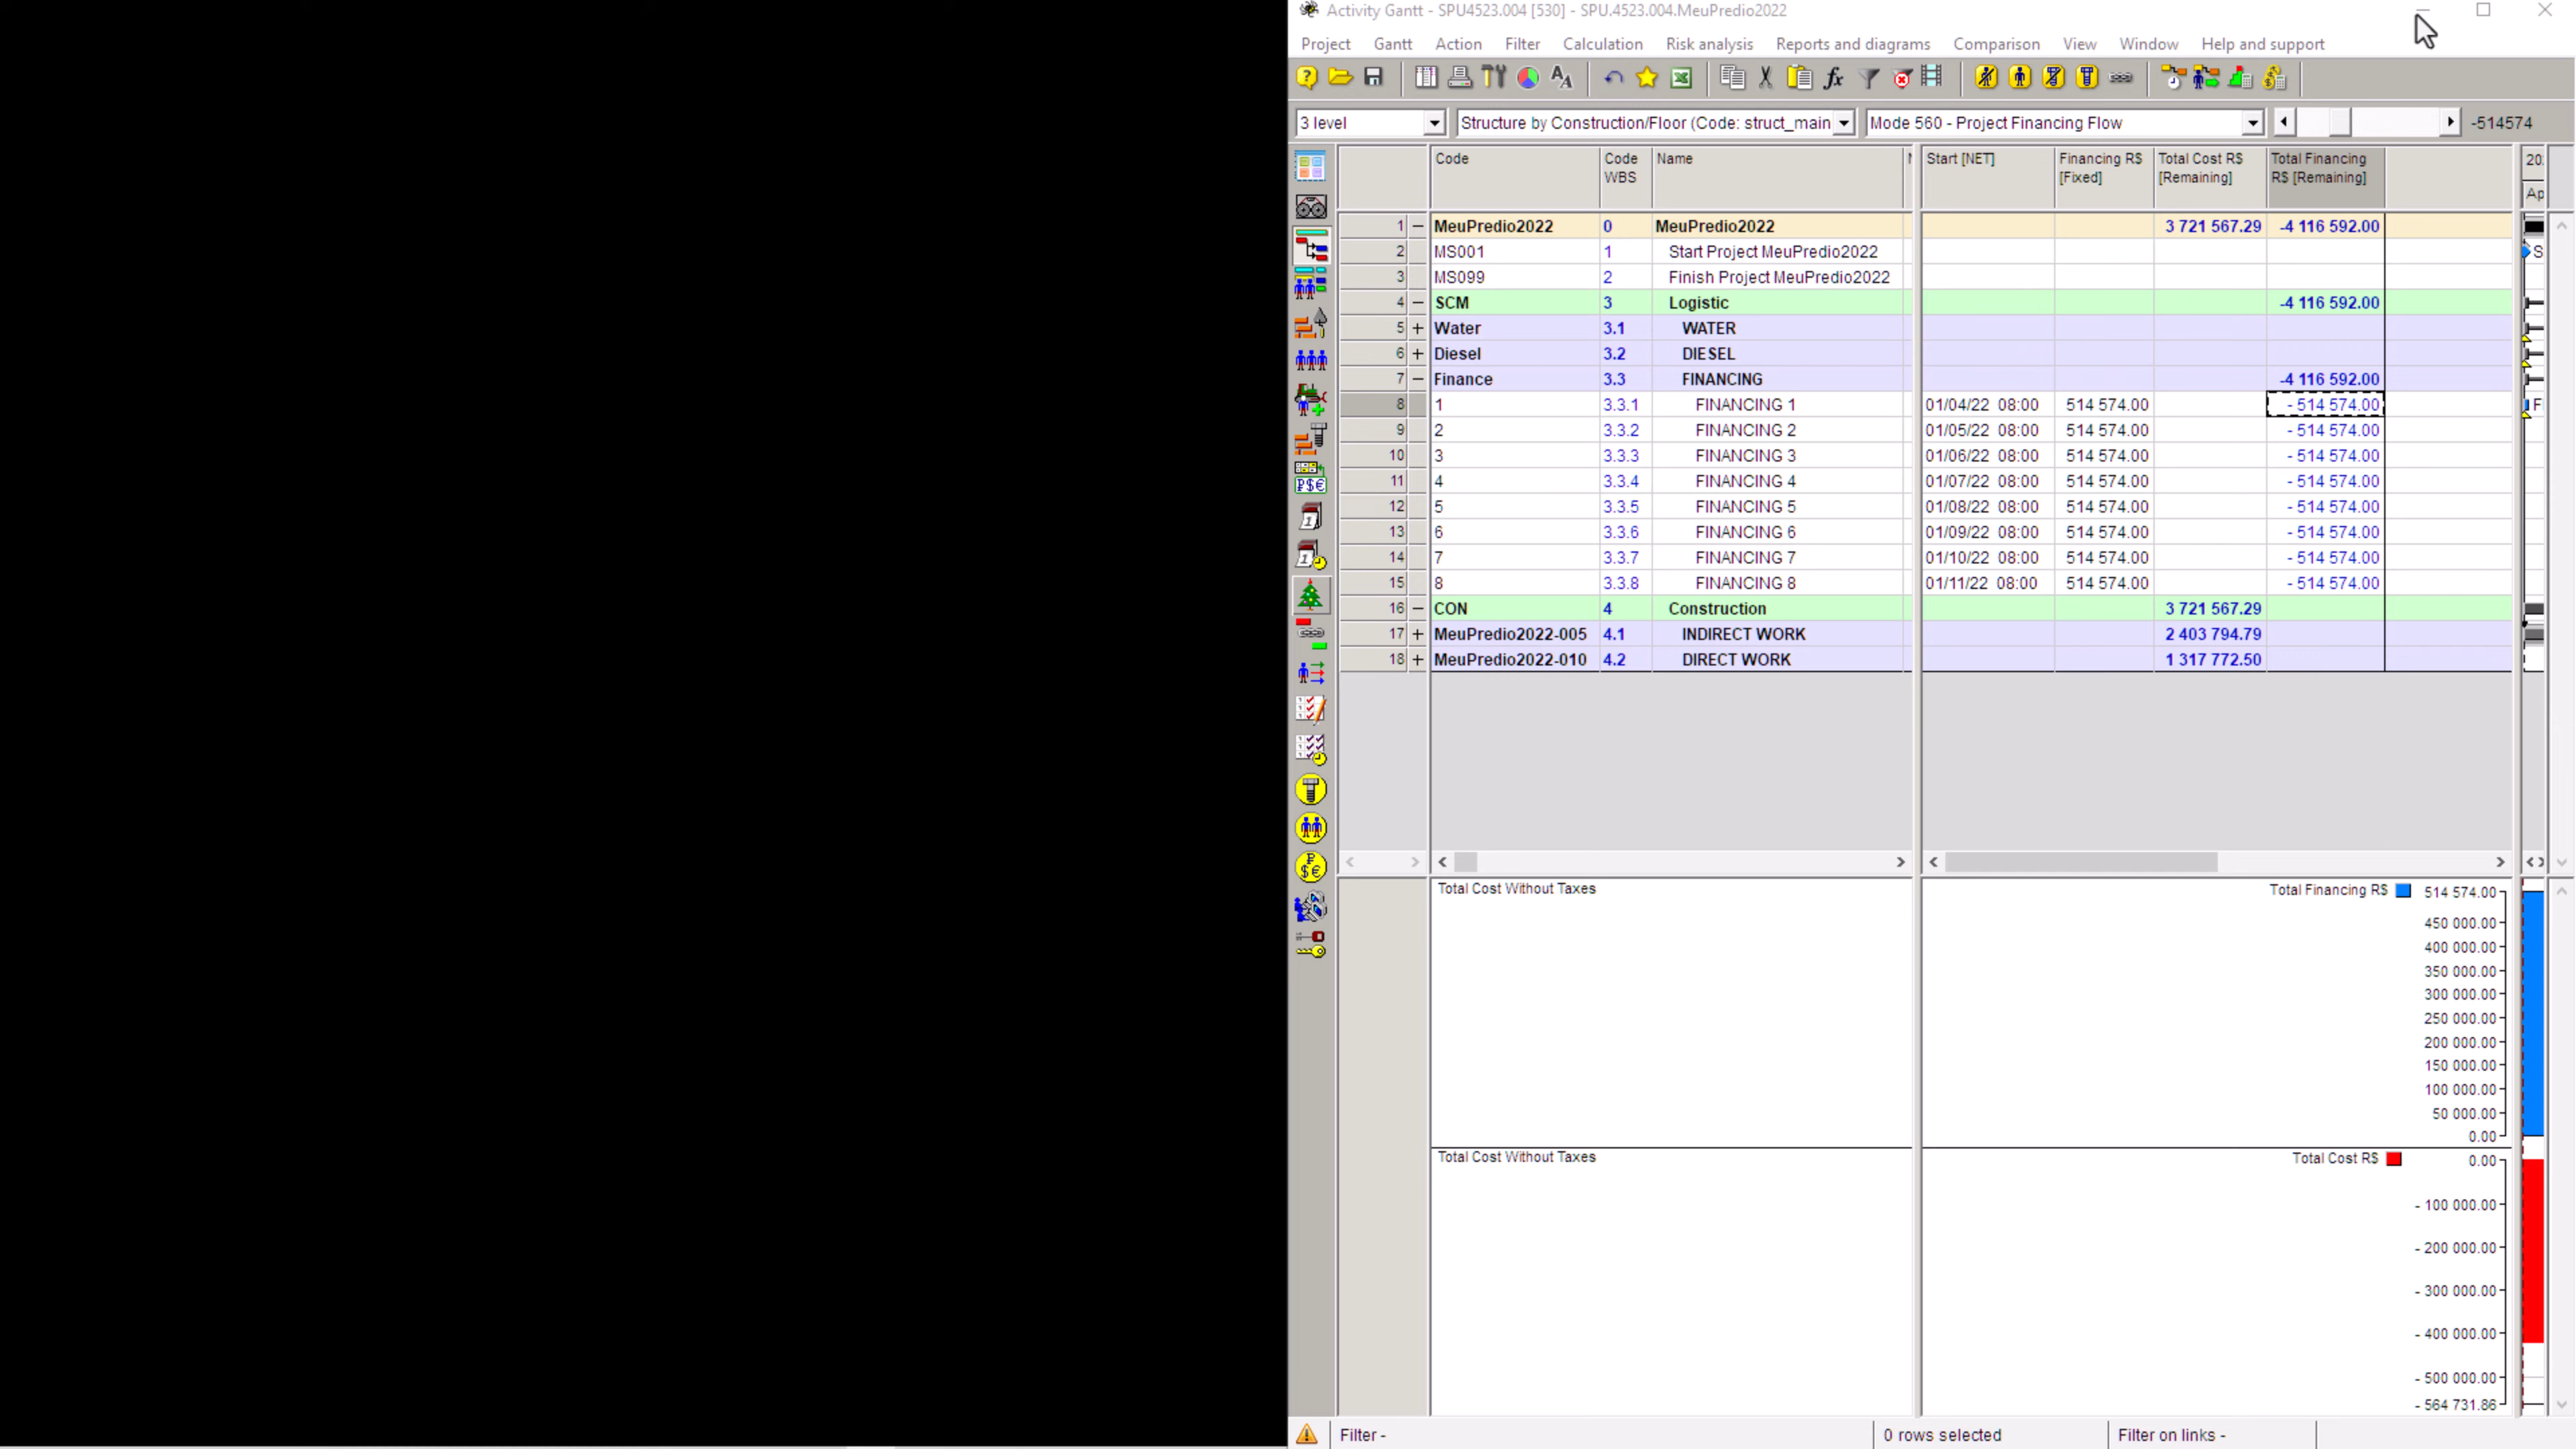 Activity Gantt - SPU4523.004 [530] - SPU.4523.004.MeuPredio2022
Project Gantt Action Filter Calculation Risk analysis Reports and diagrams Comparison View Window Help and support
3 level Structure by Construction/Floor (Code: struct_main Mode 560 - Project Financing Flow -514574
Code Code WBS Name Start [NET] Financing R$ [Fixed] Total Cost R$ [Remaining] Total Financing R$ [Remaining]
1 MeuPredio2022 0 MeuPredio2022 3 721 567.29 -4 116 592.00
2 MS001 1 Start Project MeuPredio2022
3 MS099 2 Finish Project MeuPredio2022
4 SCM 3 Logistic -4 116 592.00
5 Water 3.1 WATER
6 Diesel 3.2 DIESEL
7 Finance 3.3 FINANCING -4 116 592.00
8 1 3.3.1 FINANCING 1 01/04/22 08:00 514 574.00 - 514 574.00 F
9 2 3.3.2 FINANCING 2 01/05/22 08:00 514 574.00 - 514 574.00
10 3 3.3.3 FINANCING 3 01/06/22 08:00 514 574.00 - 514 574.00
11 4 3.3.4 FINANCING 4 01/07/22 08:00 514 574.00 - 514 574.00
12 5 3.3.5 FINANCING 5 01/08/22 08:00 514 574.00 - 514 574.00
13 6 3.3.6 FINANCING 6 01/09/22 08:00 514 574.00 - 514 574.00
14 7 3.3.7 FINANCING 7 01/10/22 08:00 514 574.00 - 514 574.00
15 8 3.3.8 FINANCING 8 01/11/22 08:00 514 574.00 - 514 574.00
16 CON 4 Construction 3 721 567.29
17 MeuPredio2022-005 4.1 INDIRECT WORK 2 403 794.79
18 MeuPredio2022-010 4.2 DIRECT WORK 1 317 772.50
Total Cost Without Taxes Total Financing R$ 514 574.00
450 000.00
400 000.00
350 000.00
300 000.00
250 000.00
200 000.00
150 000.00
100 000.00
50 000.00
0.00
Total Cost Without Taxes Total Cost R$ 0.00
- 100 000.00
- 200 000.00
- 300 000.00
- 400 000.00
- 500 000.00
- 564 731.86
Filter - 0 rows selected Filter on links -